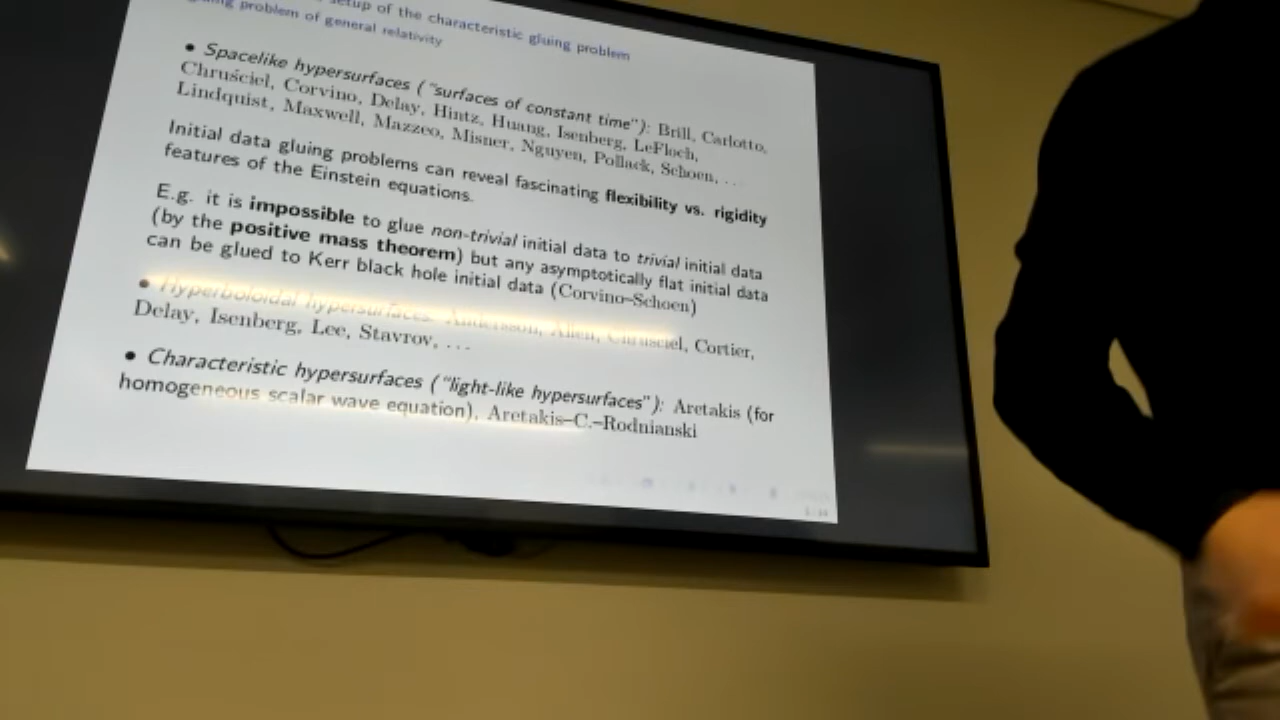 setup of the characteristic gluing problem
gluing problem of general relativity
• Spacelike hypersurfaces ("surfaces of constant time"): Brill, Carlotto,
Chruściel, Corvino, Delay, Hintz, Huang, Isenberg, LeFloch,
Lindquist, Maxwell, Mazzeo, Misner, Nguyen, Pollack, Schoen, ...
Initial data gluing problems can reveal fascinating flexibility vs. rigidity
features of the Einstein equations.
E.g. it is impossible to glue non-trivial initial data to trivial initial data
(by the positive mass theorem) but any asymptotically flat initial data
can be glued to Kerr black hole initial data (Corvino–Schoen)
• Hyperboloidal hypersurfaces: Andersson, Allen, Chruściel, Cortier,
Delay, Isenberg, Lee, Stavrov, ...
• Characteristic hypersurfaces ("light-like hypersurfaces"): Aretakis (for
homogeneous scalar wave equation), Aretakis–C.–Rodnianski